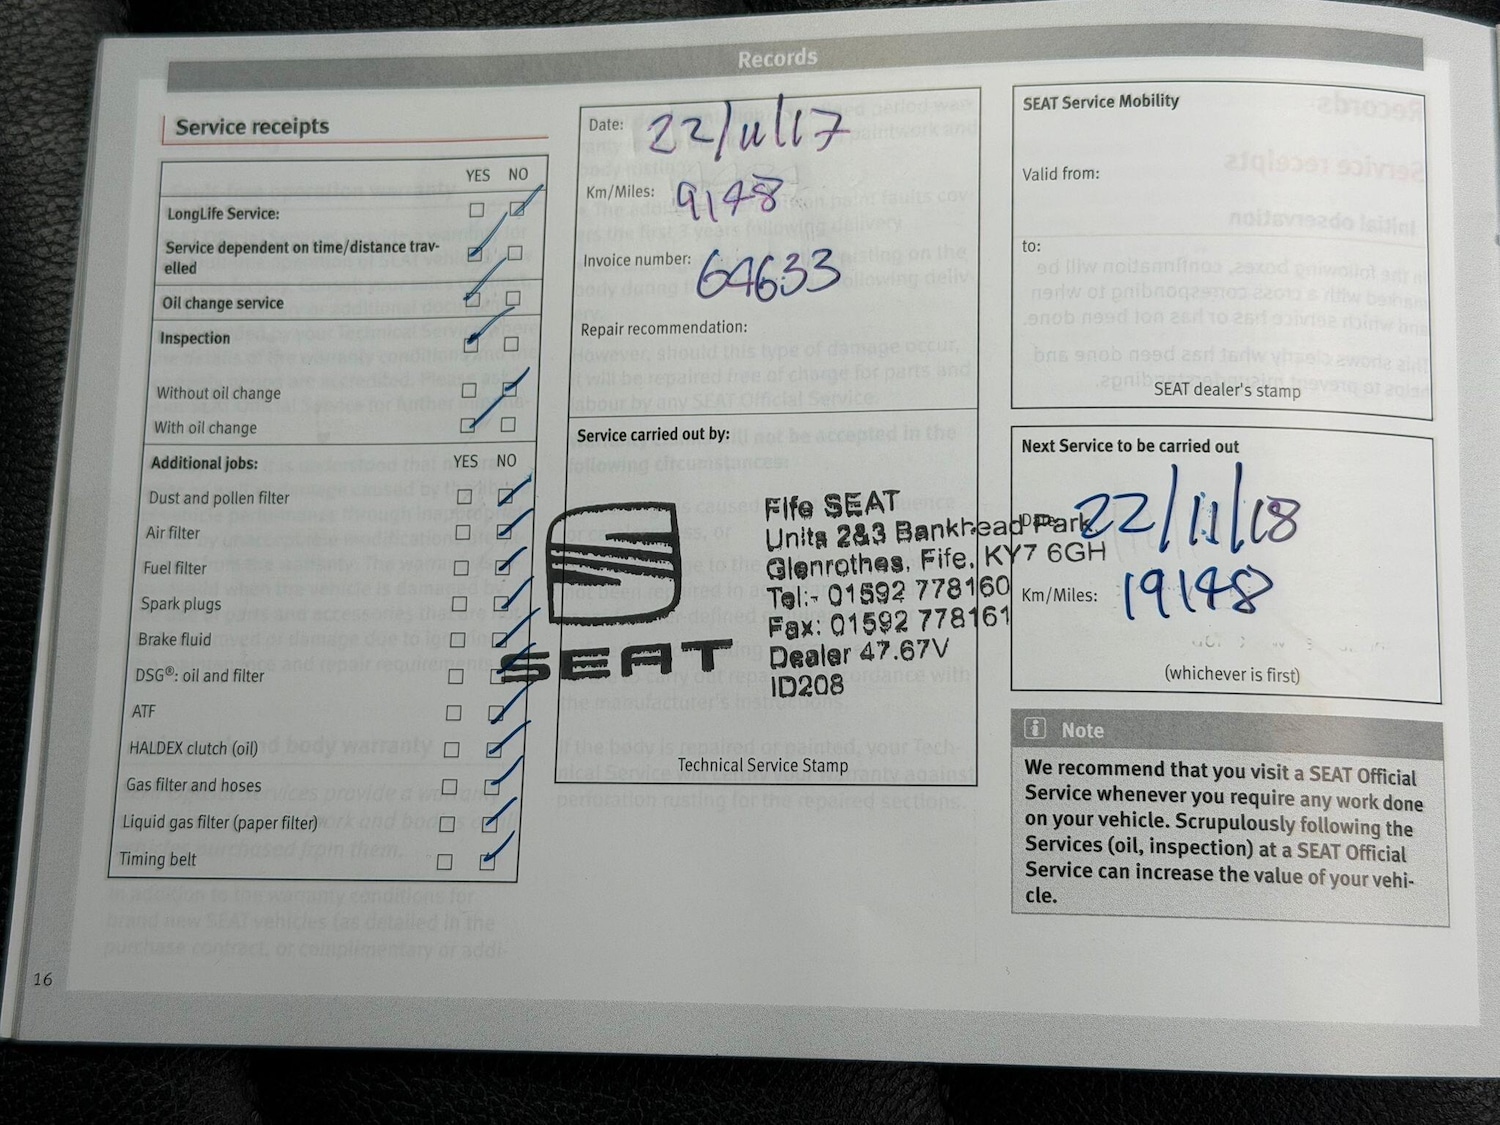 Records
Service receipts
YES NO
LongLife Service:
Service dependent on time/distance trav-
elled
Oil change service
Inspection
Without oil change
With oil change
Additional jobs: YES NO
Dust and pollen filter
Air filter
Fuel filter
Spark plugs
Brake fluid
DSG®: oil and filter
ATF
HALDEX clutch (oil)
Gas filter and hoses
Liquid gas filter (paper filter)
Timing belt
16
Date: 22/11/17
Km/Miles: 9148
Invoice number: 64633
Repair recommendation:
Service carried out by:
SEAT
Fife SEAT
Units 2&3 Bankhead Park
Glenrothes, Fife, KY7 6GH
Tel:- 01592 778160
Fax: 01592 778161
Dealer 47.67V
ID208
Technical Service Stamp
SEAT Service Mobility
Valid from:
to:
SEAT dealer's stamp
Next Service to be carried out
Date: 22/11/18
Km/Miles: 19148
(whichever is first)
i Note
We recommend that you visit a SEAT Official
Service whenever you require any work done
on your vehicle. Scrupulously following the
Services (oil, inspection) at a SEAT Official
Service can increase the value of your vehi-
cle.